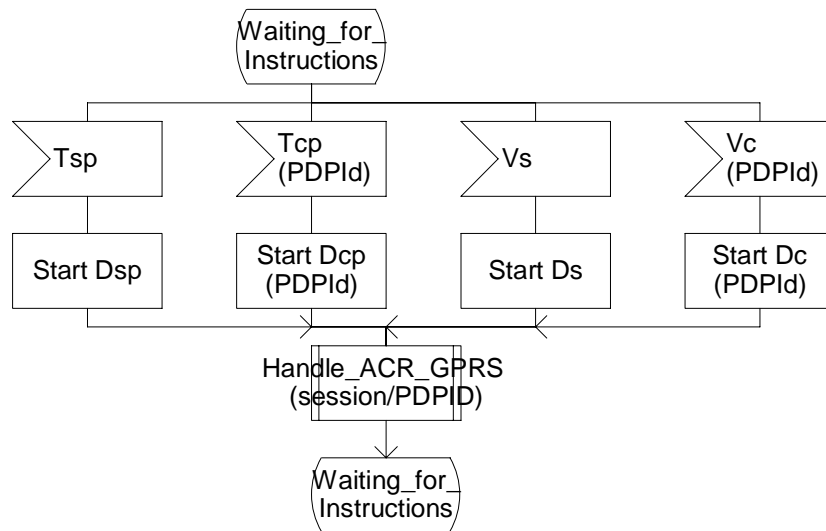 Waiting_for_
Instructions
Tsp
Tcp
(PDPId)
Vs
Vc
(PDPId)
Start Dsp
Start Dcp
(PDPId)
Start Ds
Start Dc
(PDPId)
Handle_ACR_GPRS
(session/PDPID)
Waiting_for_
Instructions